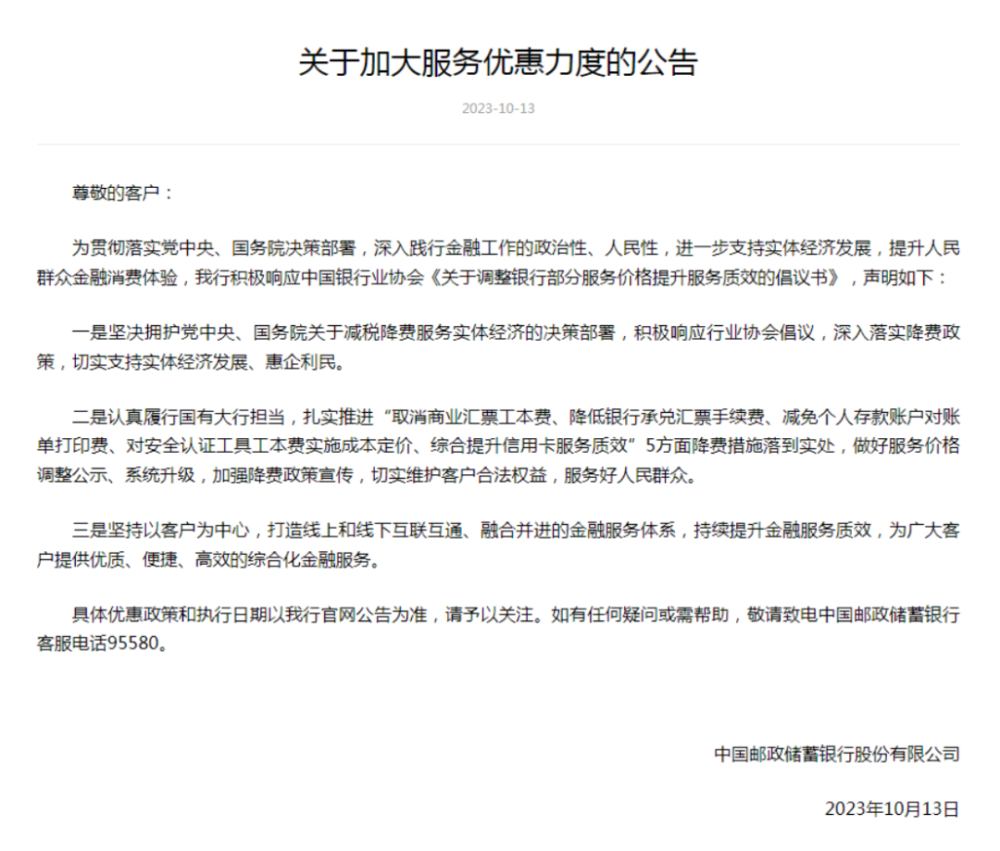 关于加大服务优惠力度的公告
2023-10-13
尊敬的客户：
为贯彻落实党中央、国务院决策部署，深入践行金融工作的政治性、人民性，进一步支持实体经济发展，提升人民
群众金融消费体验，我行积极响应中国银行业协会《关于调整银行部分服务价格提升服务质效的倡议书》，声明如下：
一是坚决拥护党中央、国务院关于减税降费服务实体经济的决策部署，积极响应行业协会倡议，深入落实降费政
策，切实支持实体经济发展、惠企利民。
二是认真履行国有大行担当，扎实推进“取消商业汇票工本费、降低银行承兑汇票手续费、减免个人存款账户对账
单打印费、对安全认证工具工本费实施成本定价、综合提升信用卡服务质效”5方面降费措施落到实处，做好服务价格
调整公示、系统升级，加强降费政策宣传，切实维护客户合法权益，服务好人民群众。
三是坚持以客户为中心，打造线上和线下互联互通、融合并进的金融服务体系，持续提升金融服务质效，为广大客
户提供优质、便捷、高效的综合化金融服务。
具体优惠政策和执行日期以我行官网公告为准，请予以关注。如有任何疑问或需帮助，敬请致电中国邮政储蓄银行
客服电话95580。
中国邮政储蓄银行股份有限公司
2023年10月13日